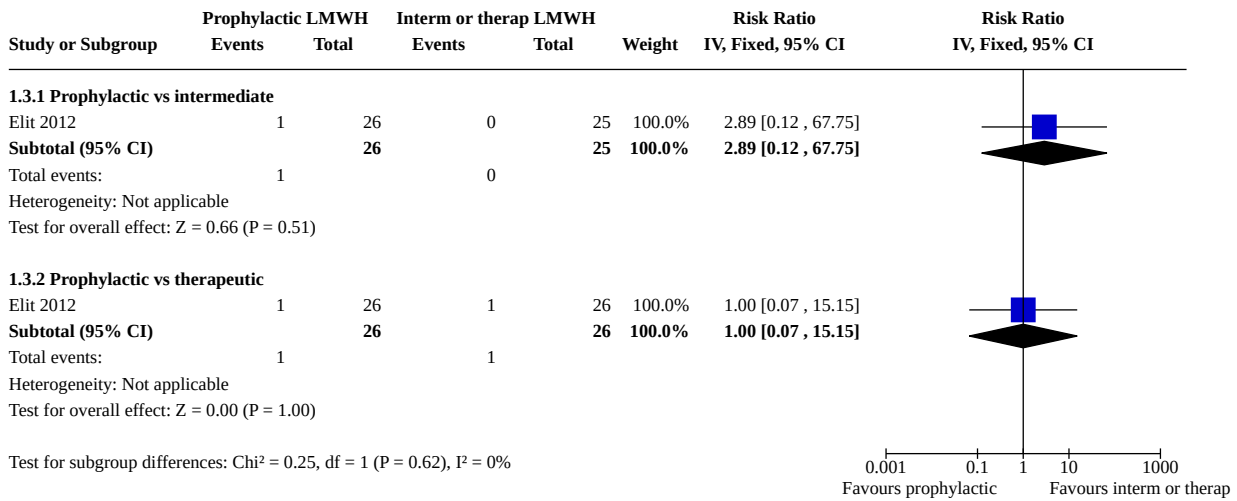 Prophylactic LMWH Interm or therap LMWH Risk Ratio Risk Ratio
Study or Subgroup Events Total Events Total Weight IV, Fixed, 95% CI IV, Fixed, 95% CI
1.3.1 Prophylactic vs intermediate
Elit 2012 1 26 0 25 100.0% 2.89 [0.12 , 67.75]
Subtotal (95% CI) 26 25 100.0% 2.89 [0.12 , 67.75]
Total events: 1 0
Heterogeneity: Not applicable
Test for overall effect: Z = 0.66 (P = 0.51)
1.3.2 Prophylactic vs therapeutic
Elit 2012 1 26 1 26 100.0% 1.00 [0.07 , 15.15]
Subtotal (95% CI) 26 26 100.0% 1.00 [0.07 , 15.15]
Total events: 1 1
Heterogeneity: Not applicable
Test for overall effect: Z = 0.00 (P = 1.00)
Test for subgroup differences: Chi² = 0.25, df = 1 (P = 0.62), I² = 0%
0.001 0.1 1 10 1000
Favours prophylactic Favours interm or therap